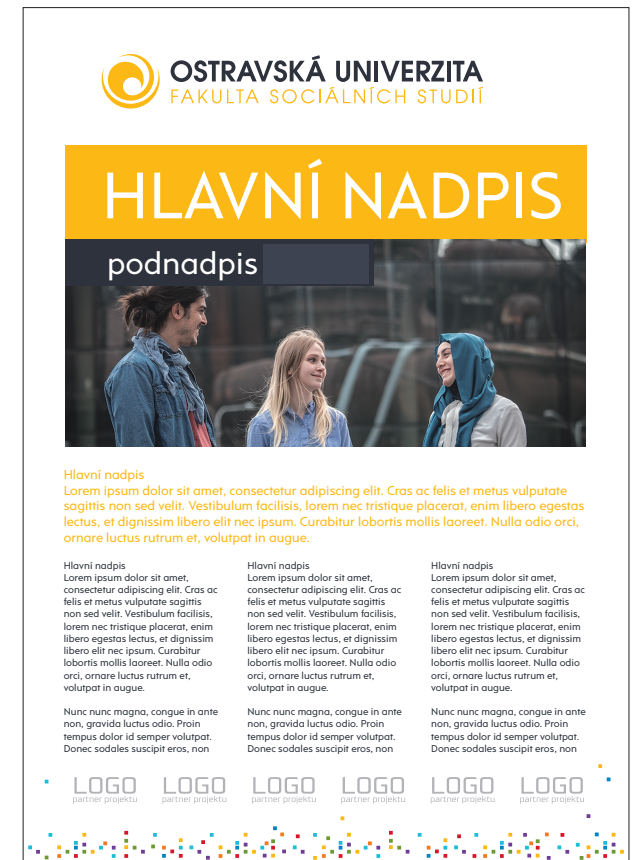 OSTRAVSKÁ UNIVERZITA
FAKULTA SOCIÁLNÍCH STUDIÍ
HLAVNÍ NADPIS
podnadpis
Hlavní nadpis
Lorem ipsum dolor sit amet, consectetur adipiscing elit. Cras ac felis et metus vulputate
sagittis non sed velit. Vestibulum facilisis, lorem nec tristique placerat, enim libero egestas
lectus, et dignissim libero elit nec ipsum. Curabitur lobortis mollis laoreet. Nulla odio orci,
ornare luctus rutrum et, volutpat in augue.
Hlavní nadpis
Lorem ipsum dolor sit amet,
consectetur adipiscing elit. Cras ac
felis et metus vulputate sagittis
non sed velit. Vestibulum facilisis,
lorem nec tristique placerat, enim
libero egestas lectus, et dignissim
libero elit nec ipsum. Curabitur
lobortis mollis laoreet. Nulla odio
orci, ornare luctus rutrum et,
volutpat in augue.
Nunc nunc magna, congue in ante
non, gravida luctus odio. Proin
tempus dolor id semper volutpat.
Donec sodales suscipit eros, non
Hlavní nadpis
Lorem ipsum dolor sit amet,
consectetur adipiscing elit. Cras ac
felis et metus vulputate sagittis
non sed velit. Vestibulum facilisis,
lorem nec tristique placerat, enim
libero egestas lectus, et dignissim
libero elit nec ipsum. Curabitur
lobortis mollis laoreet. Nulla odio
orci, ornare luctus rutrum et,
volutpat in augue.
Nunc nunc magna, congue in ante
non, gravida luctus odio. Proin
tempus dolor id semper volutpat.
Donec sodales suscipit eros, non
Hlavní nadpis
Lorem ipsum dolor sit amet,
consectetur adipiscing elit. Cras ac
felis et metus vulputate sagittis
non sed velit. Vestibulum facilisis,
lorem nec tristique placerat, enim
libero egestas lectus, et dignissim
libero elit nec ipsum. Curabitur
lobortis mollis laoreet. Nulla odio
orci, ornare luctus rutrum et,
volutpat in augue.
Nunc nunc magna, congue in ante
non, gravida luctus odio. Proin
tempus dolor id semper volutpat.
Donec sodales suscipit eros, non
LOGO LOGO LOGO LOGO LOGO LOGO
partner projektu partner projektu partner projektu partner projektu partner projektu partner projektu